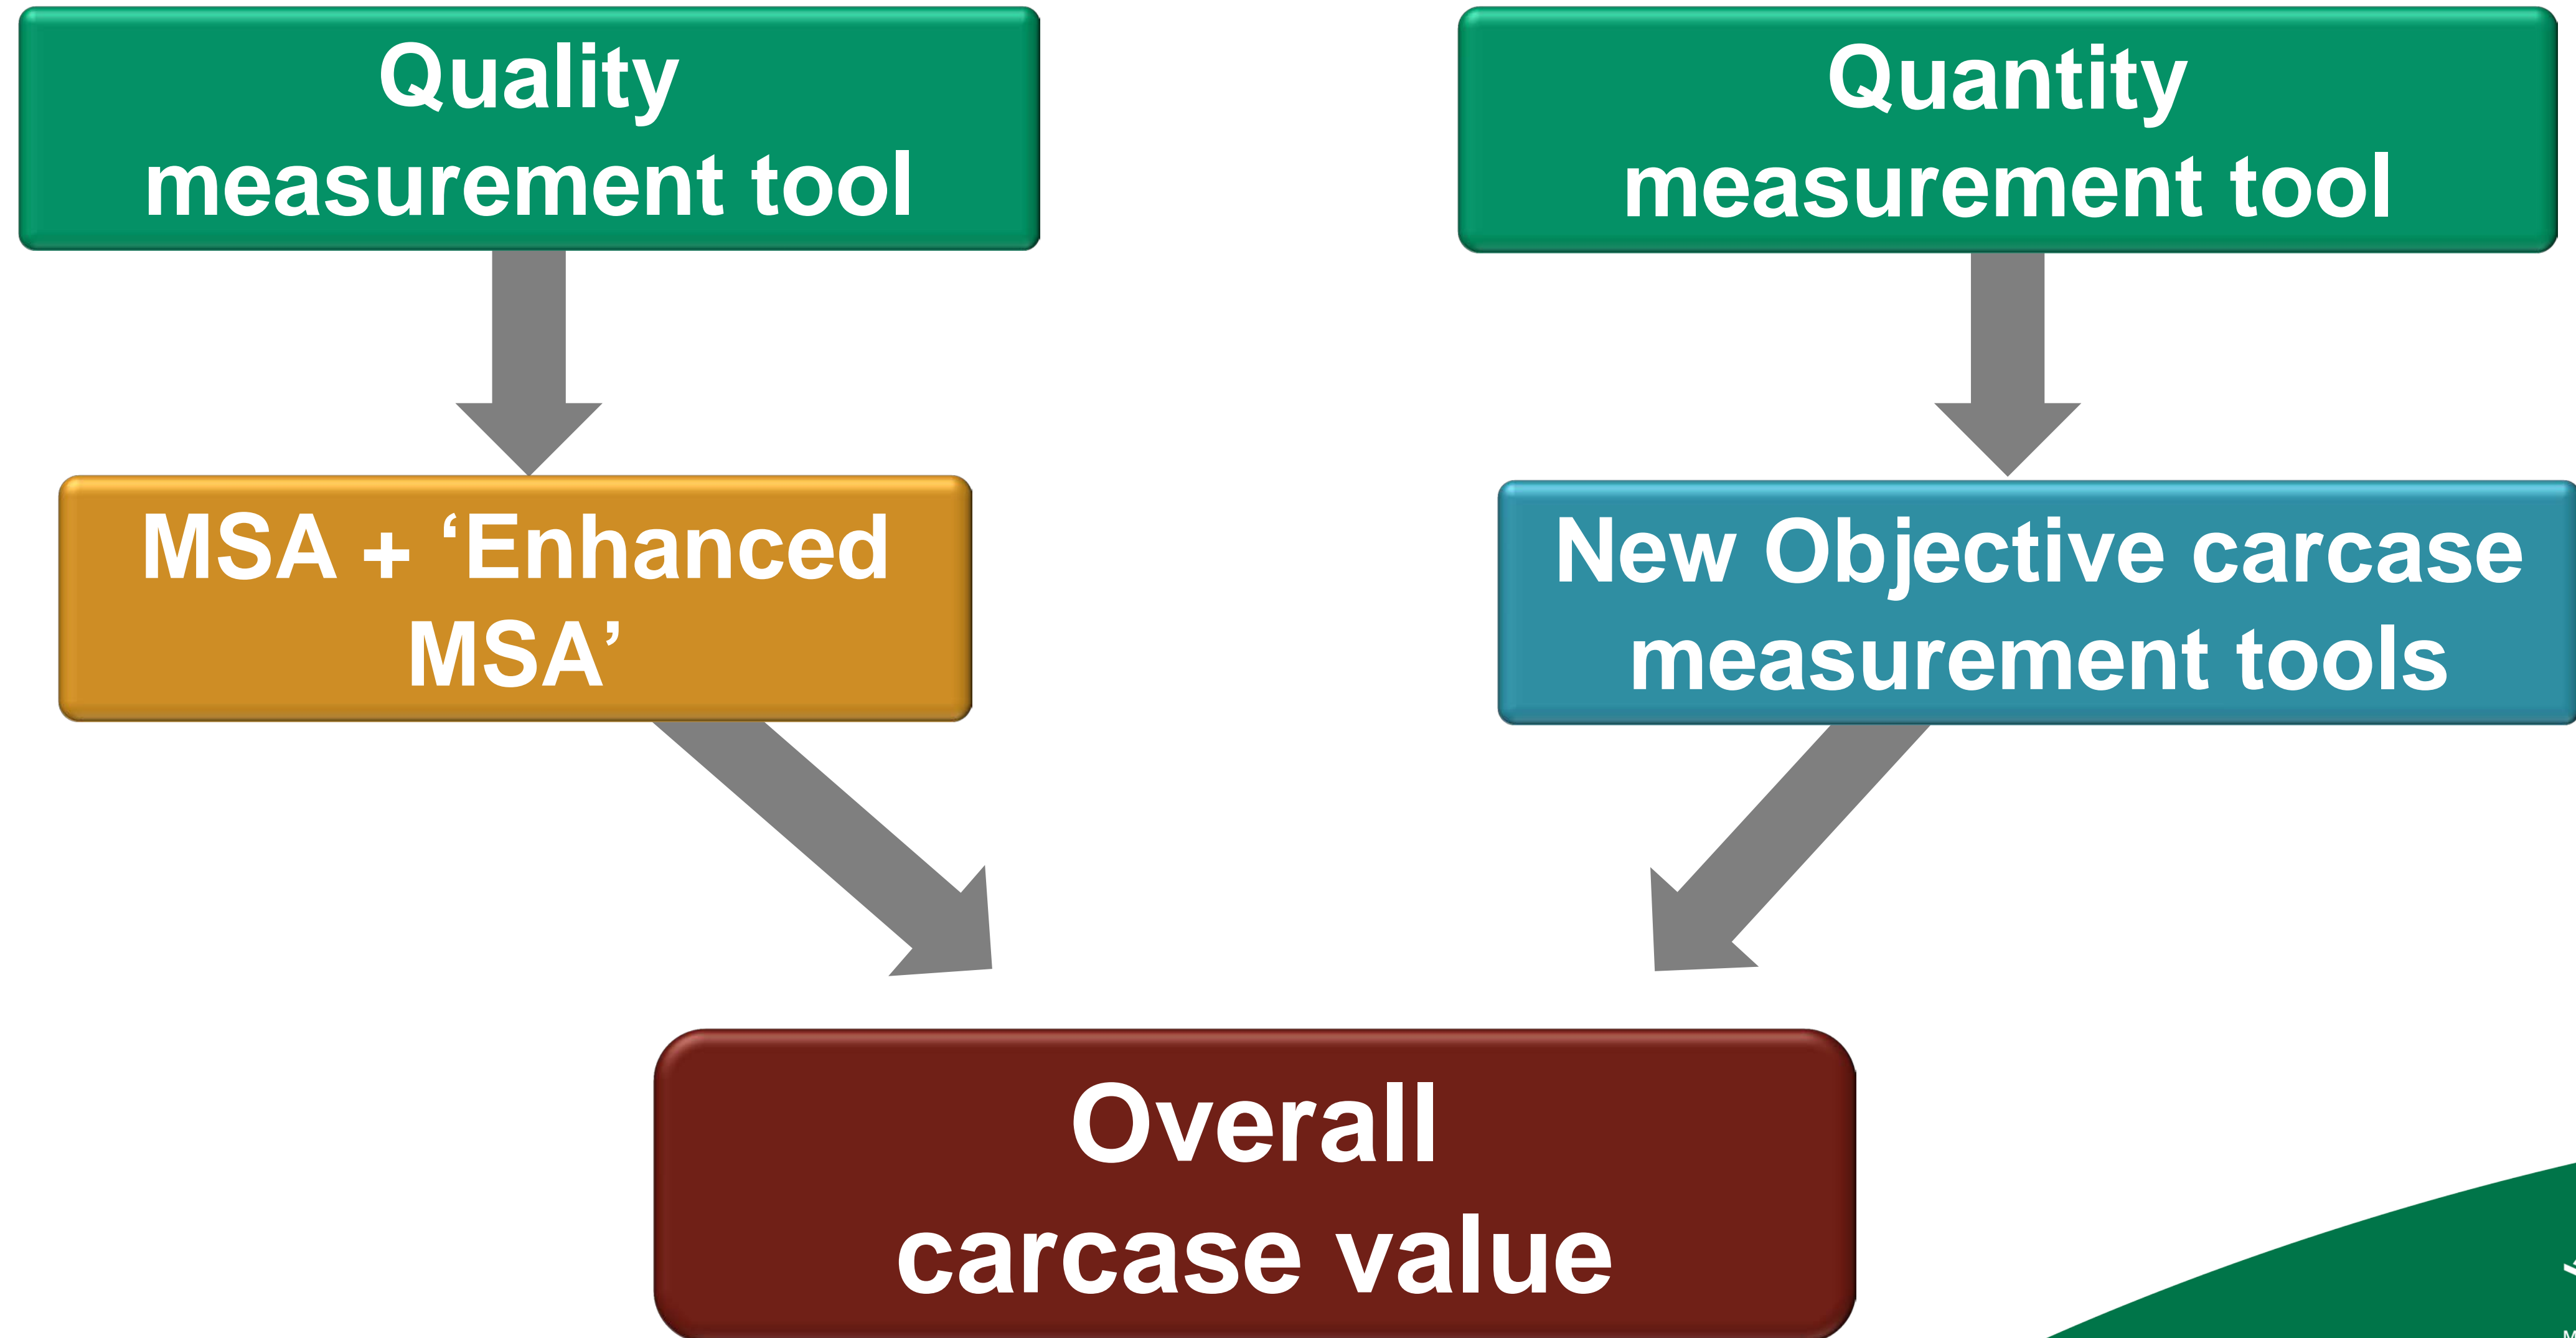 Quality
measurement tool
Quantity
measurement tool
MSA + ‘Enhanced
MSA’
New Objective carcase
measurement tools
Overall
carcase value